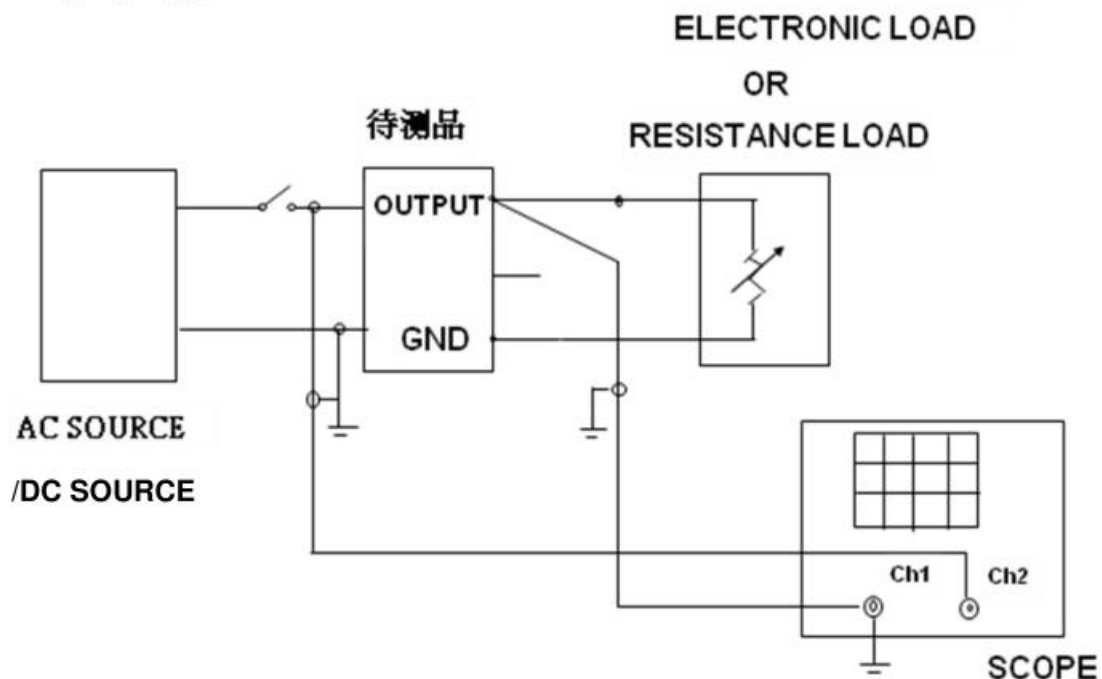 ELECTRONIC LOAD
OR
RESISTANCE LOAD
待测品
OUTPUT
GND
AC SOURCE
/DC SOURCE
Ch1
Ch2
SCOPE